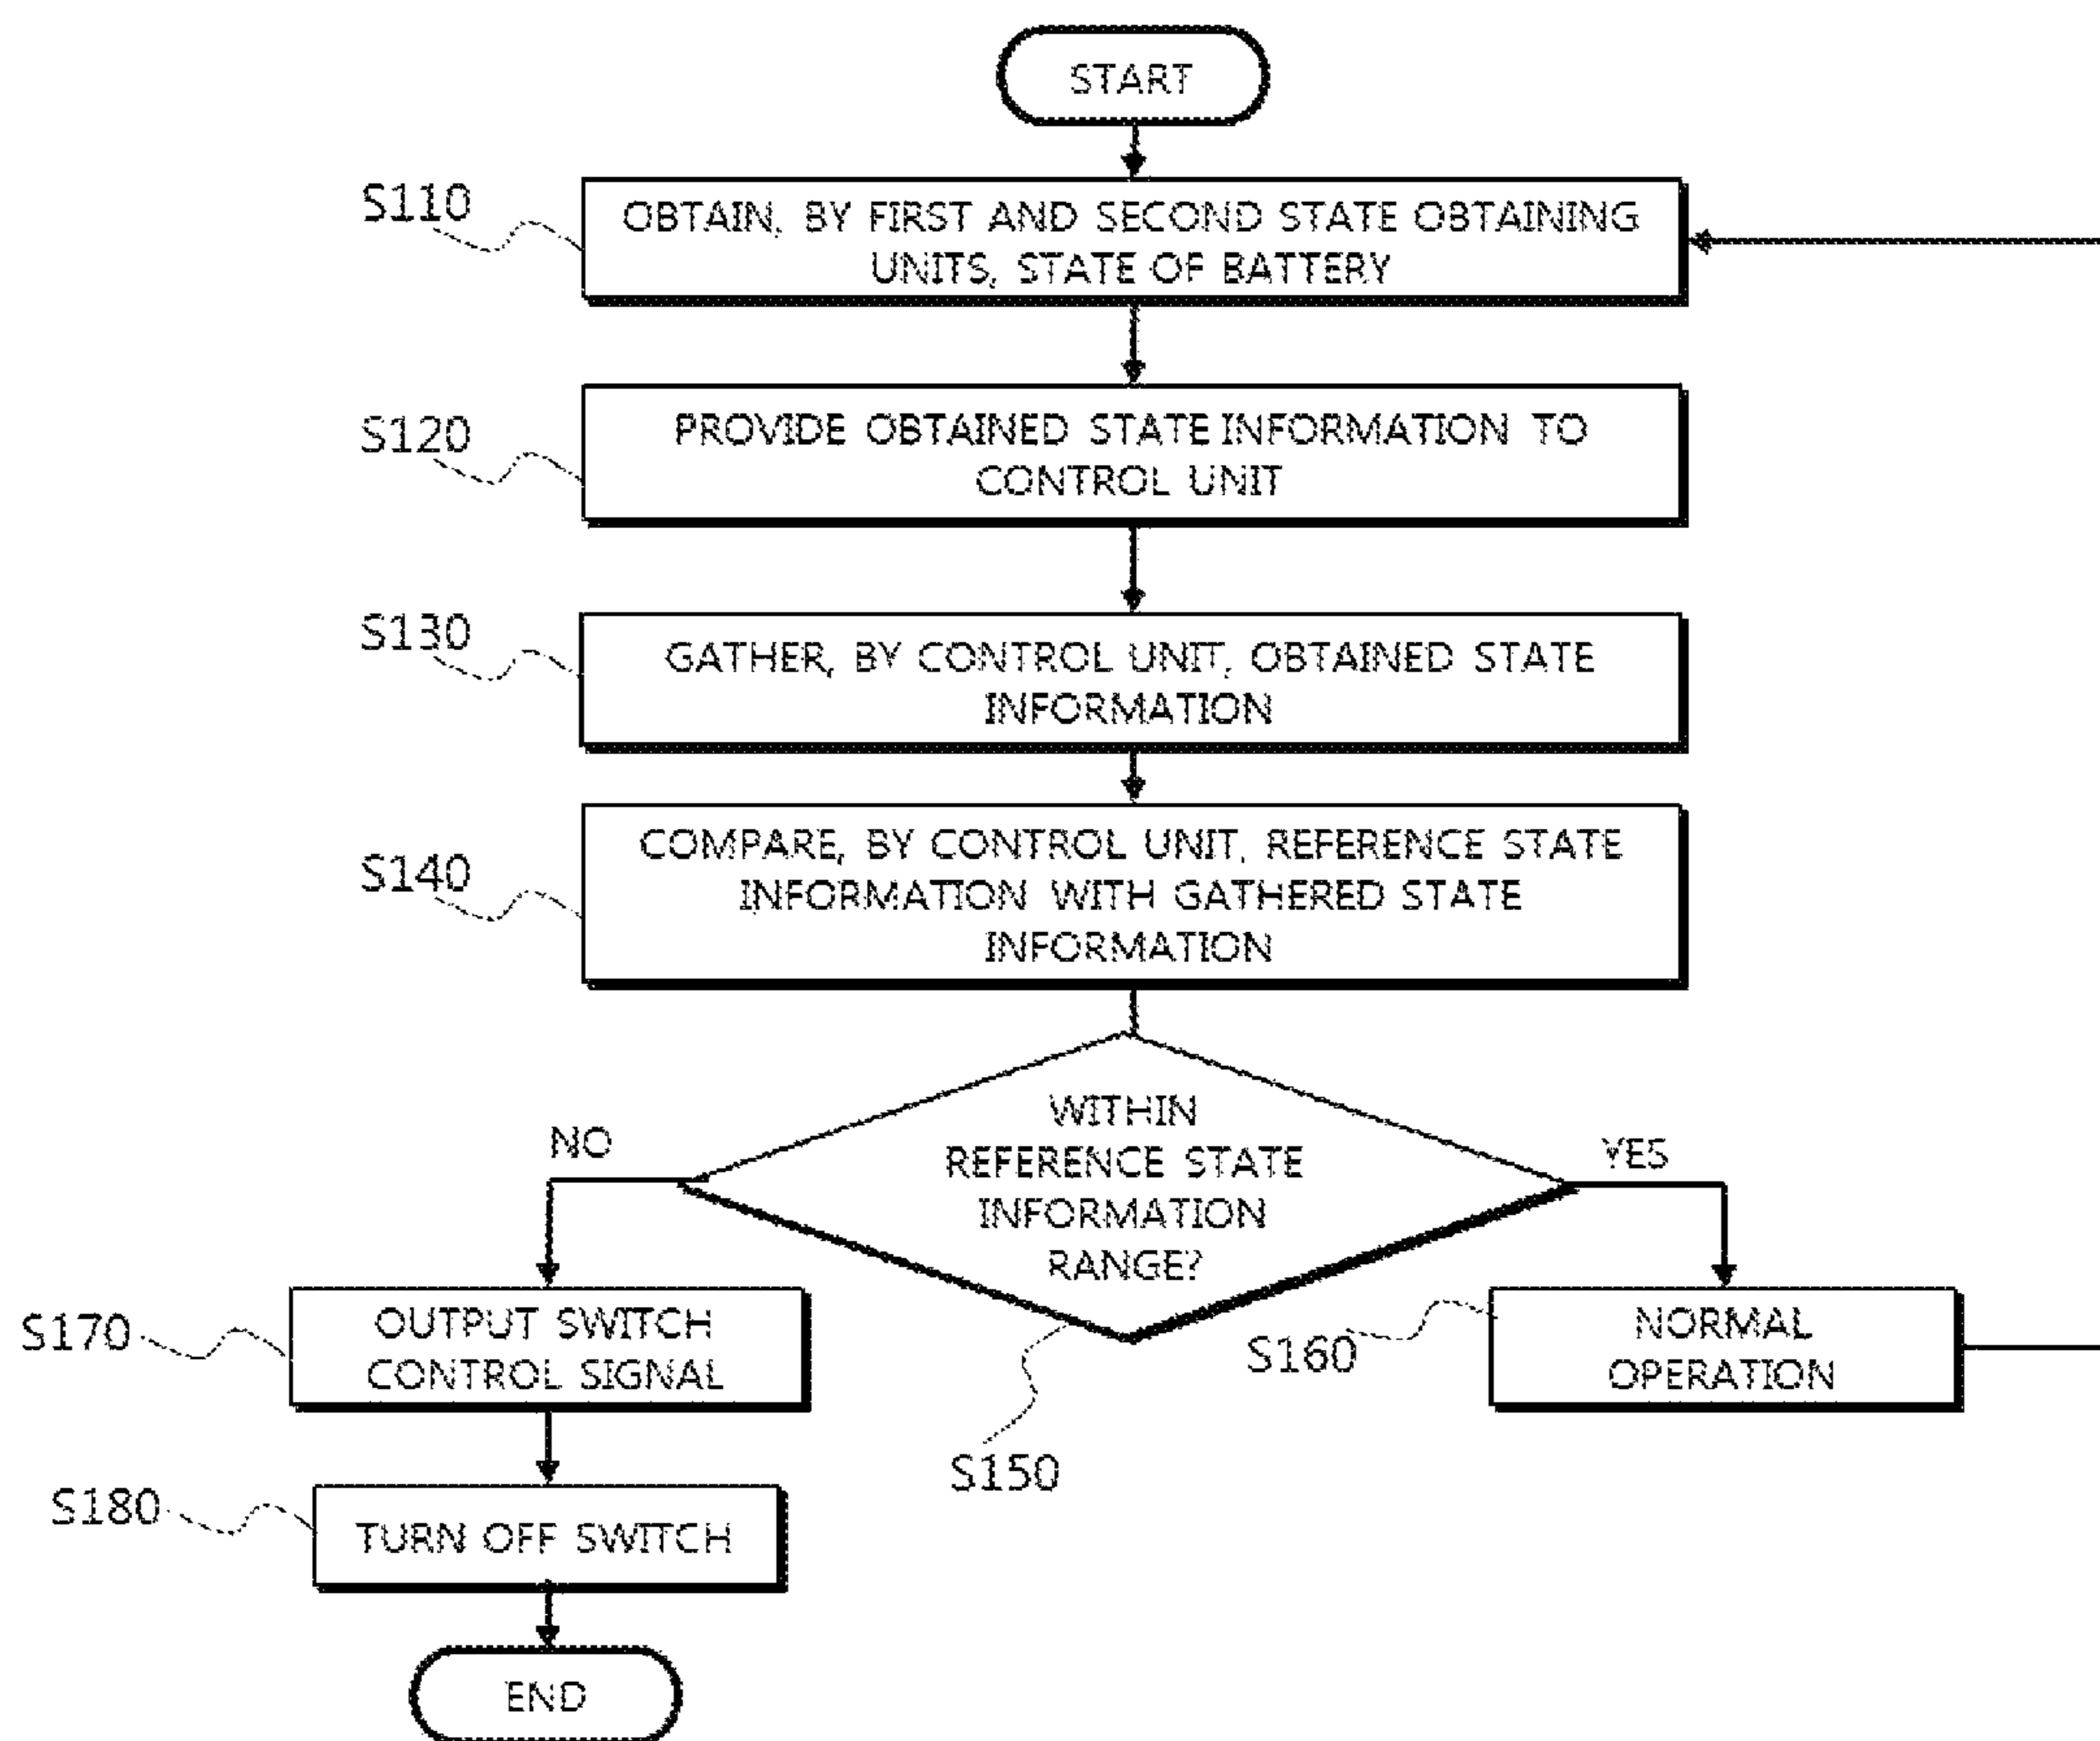 START
S110
OBTAIN, BY FIRST AND SECOND STATE OBTAINING
UNITS, STATE OF BATTERY
S120
PROVIDE OBTAINED STATE INFORMATION TO
CONTROL UNIT
S130
GATHER, BY CONTROL UNIT, OBTAINED STATE
INFORMATION
S140
COMPARE, BY CONTROL UNIT, REFERENCE STATE
INFORMATION WITH GATHERED STATE
INFORMATION
WITHIN
REFERENCE STATE
INFORMATION
RANGE?
S150
NO
YES
S170
OUTPUT SWITCH
CONTROL SIGNAL
S160
NORMAL
OPERATION
S180
TURN OFF SWITCH
END